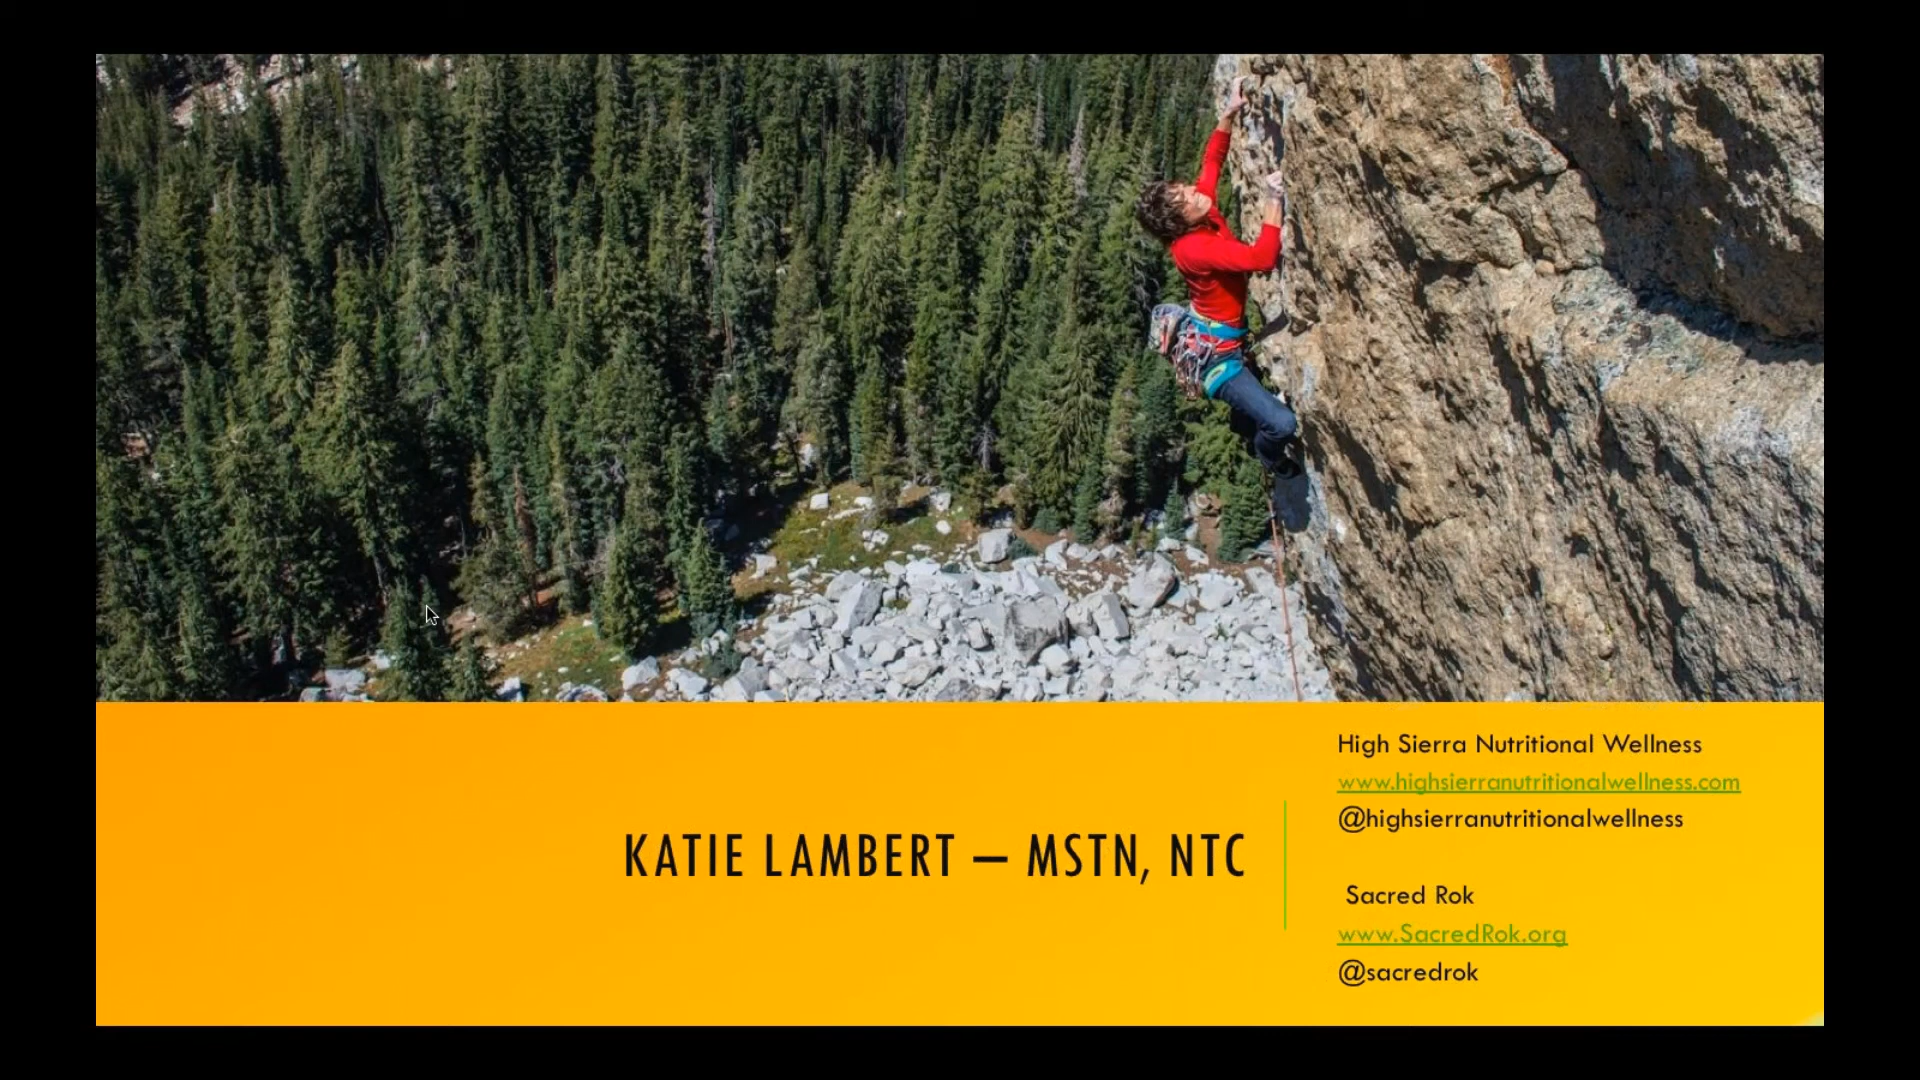 KATIE LAMBERT – MSTN, NTC
High Sierra Nutritional Wellness
www.highsierranutritionalwellness.com
@highsierranutritionalwellness
Sacred Rok
www.SacredRok.org
@sacredrok